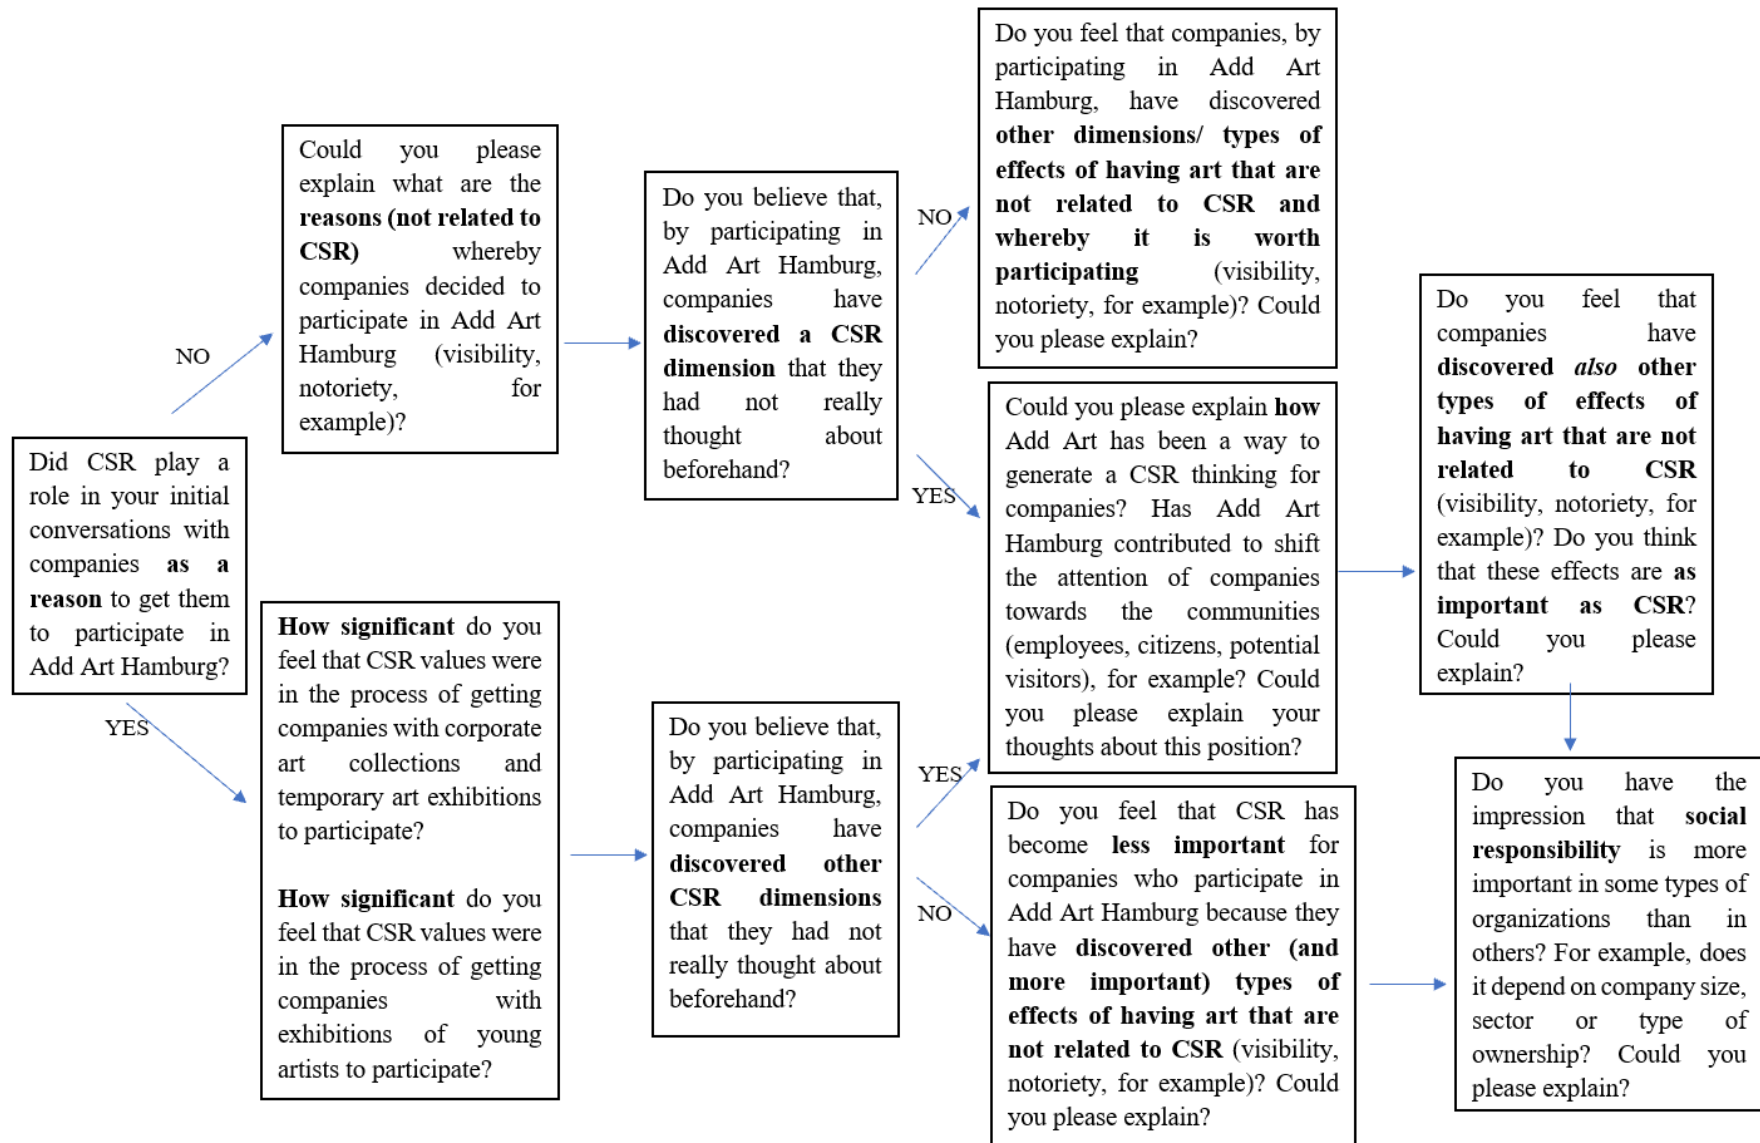 Did CSR play a
role in your initial
conversations with
companies as a
reason to get them
to participate in
Add Art Hamburg?
NO
YES
Could you please
explain what are the
reasons (not related to
CSR) whereby
companies decided to
participate in Add Art
Hamburg (visibility,
notoriety, for
example)?
How significant do you
feel that CSR values were
in the process of getting
companies with corporate
art collections and
temporary art exhibitions
to participate?
How significant do you
feel that CSR values were
in the process of getting
companies with
exhibitions of young
artists to participate?
Do you believe that,
by participating in
Add Art Hamburg,
companies have
discovered a CSR
dimension that they
had not really
thought about
beforehand?
NO
YES
Do you believe that,
by participating in
Add Art Hamburg,
companies have
discovered other
CSR dimensions
that they had not
really thought about
beforehand?
YES
NO
Do you feel that companies, by
participating in Add Art
Hamburg, have discovered
other dimensions/ types of
effects of having art that are
not related to CSR and
whereby it is worth
participating (visibility,
notoriety, for example)? Could
you please explain?
Could you please explain how
Add Art has been a way to
generate a CSR thinking for
companies? Has Add Art
Hamburg contributed to shift
the attention of companies
towards the communities
(employees, citizens, potential
visitors), for example? Could
you please explain your
thoughts about this position?
Do you feel that CSR has
become less important for
companies who participate in
Add Art Hamburg because they
have discovered other (and
more important) types of
effects of having art that are
not related to CSR (visibility,
notoriety, for example)? Could
you please explain?
Do you feel that
companies have
discovered also other
types of effects of
having art that are not
related to CSR
(visibility, notoriety, for
example)? Do you think
that these effects are as
important as CSR?
Could you please
explain?
Do you have the
impression that social
responsibility is more
important in some types of
organizations than in
others? For example, does
it depend on company size,
sector or type of
ownership? Could you
please explain?